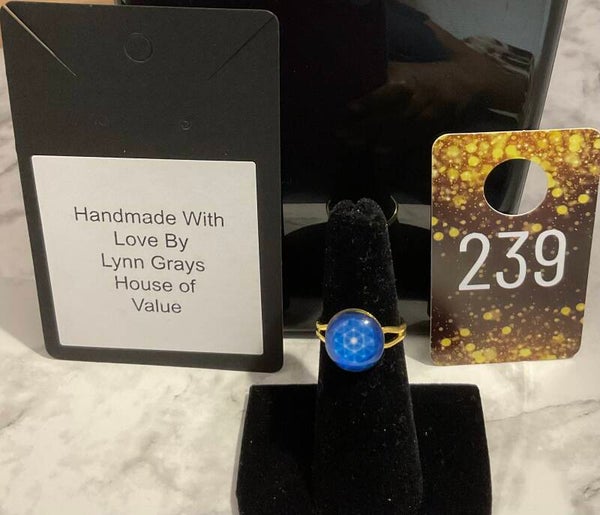 Handmade With
Love By
Lynn Grays
House of
Value
239